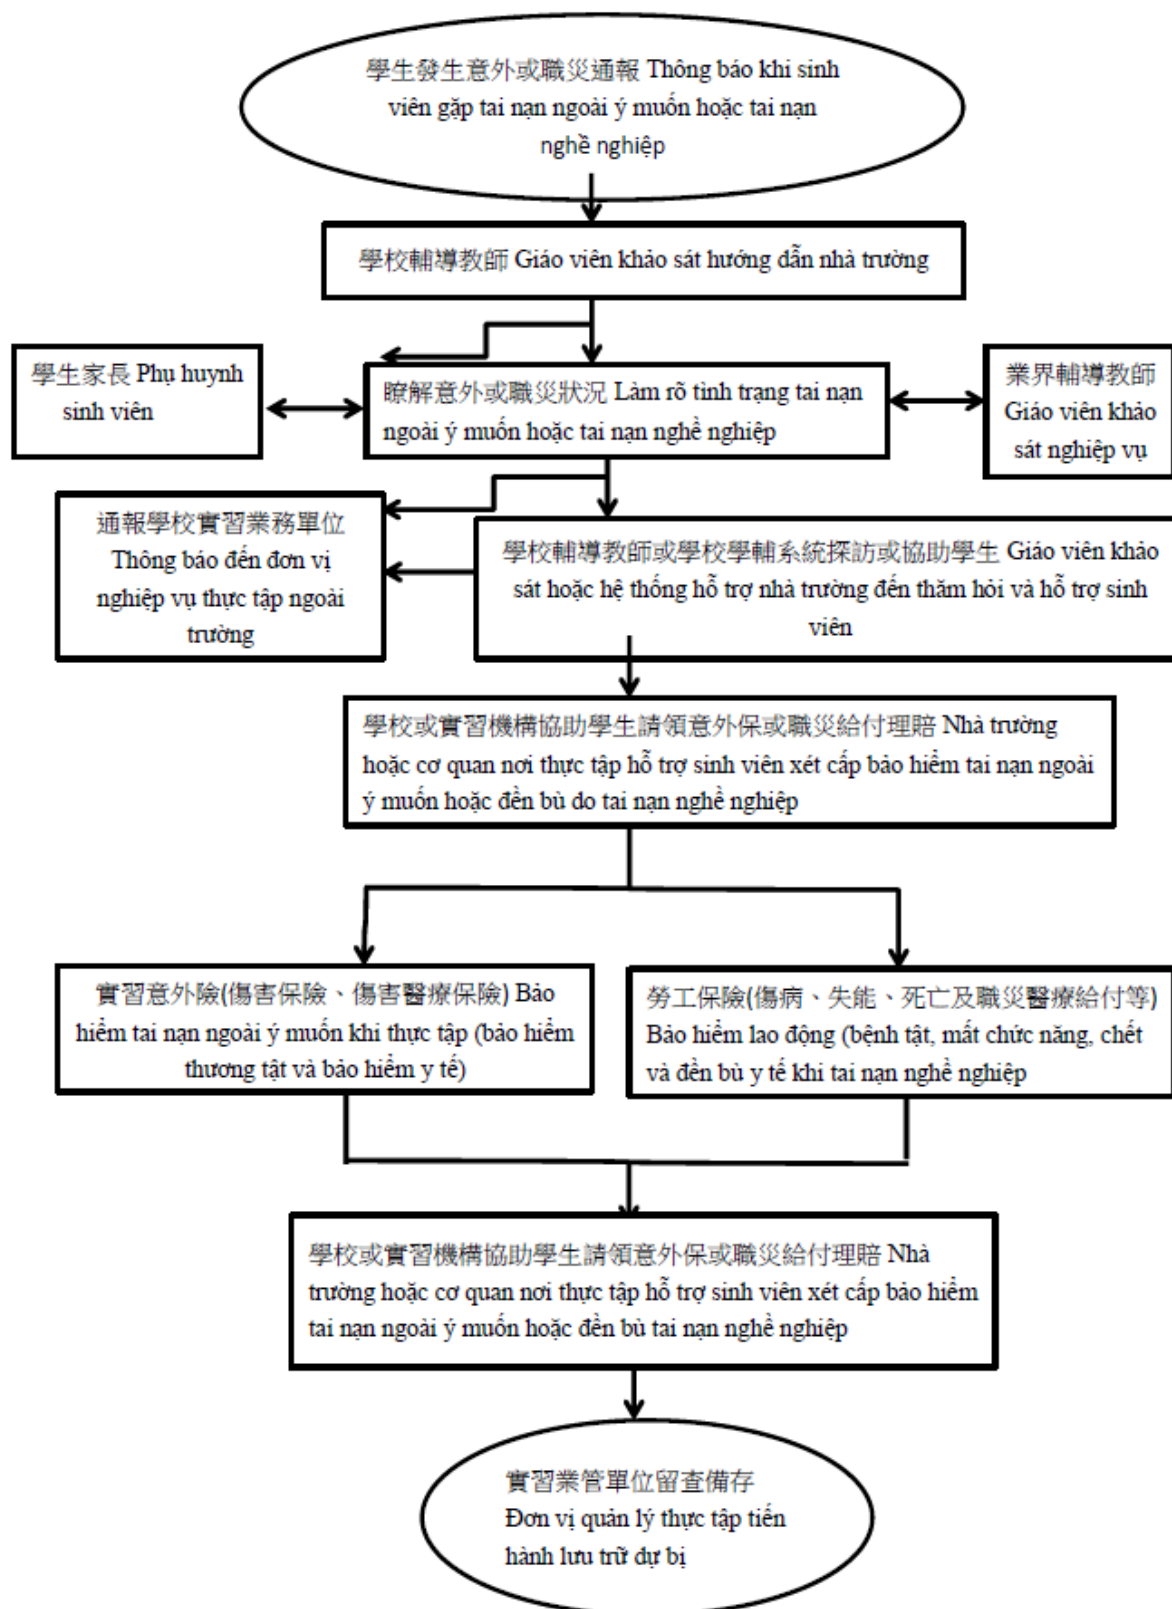 學生發生意外或職災通報 Thông báo khi sinh
viên gặp tai nạn ngoài ý muốn hoặc tai nạn
nghề nghiệp
學校輔導教師 Giáo viên khảo sát hướng dẫn nhà trường
學生家長 Phụ huynh
sinh viên
瞭解意外或職災狀況 Làm rõ tình trạng tai nạn
ngoài ý muốn hoặc tai nạn nghề nghiệp
業界輔導教師
Giáo viên khảo
sát nghiệp vụ
通報學校實習業務單位
Thông báo đến đơn vị
nghiệp vụ thực tập ngoài
trường
學校輔導教師或學校學輔系統探訪或協助學生 Giáo viên khảo
sát hoặc hệ thống hỗ trợ nhà trường đến thăm hỏi và hỗ trợ sinh
viên
學校或實習機構協助學生請領意外保或職災給付理賠 Nhà trường
hoặc cơ quan nơi thực tập hỗ trợ sinh viên xét cấp bảo hiểm tai nạn ngoài
ý muốn hoặc đền bù do tai nạn nghề nghiệp
實習意外險(傷害保險、傷害醫療保險) Bảo
hiểm tai nạn ngoài ý muốn khi thực tập (bảo hiểm
thương tật và bảo hiểm y tế)
勞工保險(傷病、失能、死亡及職災醫療給付等)
Bảo hiểm lao động (bệnh tật, mất chức năng, chết
và đền bù y tế khi tai nạn nghề nghiệp
學校或實習機構協助學生請領意外保或職災給付理賠 Nhà
trường hoặc cơ quan nơi thực tập hỗ trợ sinh viên xét cấp bảo hiểm
tai nạn ngoài ý muốn hoặc đền bù tai nạn nghề nghiệp
實習業管單位留查備存
Đơn vị quản lý thực tập tiến
hành lưu trữ dự bị